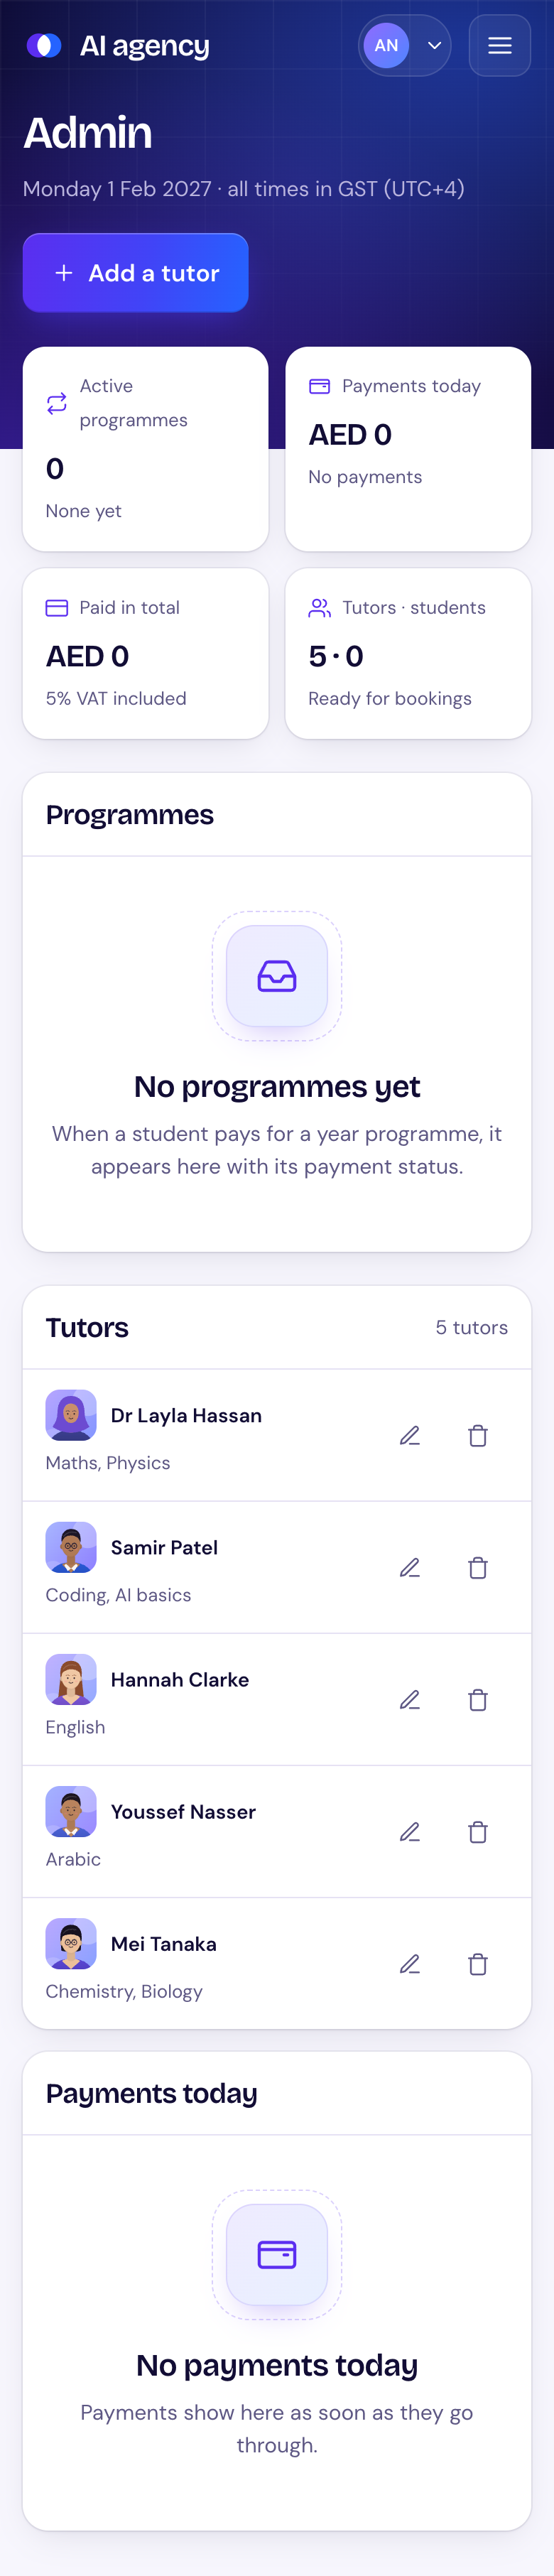 AI agency
AN
Admin
Monday 1 Feb 2027 · all times in GST (UTC+4)
Add a tutor
Active
programmes
0
None yet
Payments today
AED 0
No payments
Paid in total
AED 0
5% VAT included
Tutors · students
5 · 0
Ready for bookings
Programmes
No programmes yet
When a student pays for a year programme, it
appears here with its payment status.
Tutors
5 tutors
Dr Layla Hassan
Maths, Physics
Samir Patel
Coding, AI basics
Hannah Clarke
English
Youssef Nasser
Arabic
Mei Tanaka
Chemistry, Biology
Payments today
No payments today
Payments show here as soon as they go
through.